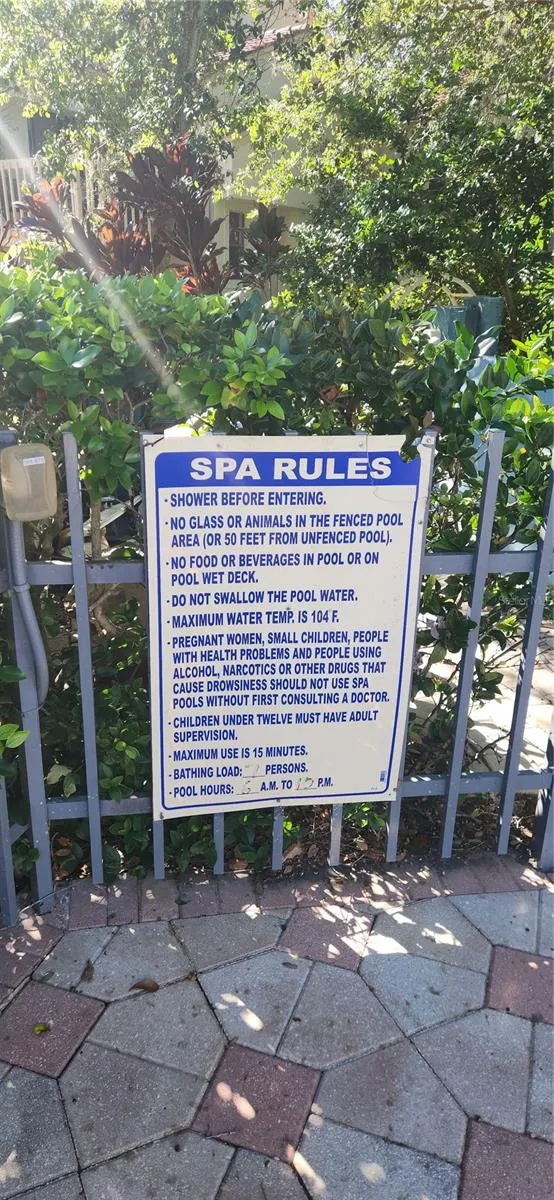 SPA RULES
· SHOWER BEFORE ENTERING.
· NO GLASS OR ANIMALS IN THE FENCED POOL
AREA (OR 50 FEET FROM UNFENCED POOL).
· NO FOOD OR BEVERAGES IN POOL OR ON
POOL WET DECK.
· DO NOT SWALLOW THE POOL WATER.
· MAXIMUM WATER TEMP. IS 104 F.
· PREGNANT WOMEN, SMALL CHILDREN, PEOPLE
WITH HEALTH PROBLEMS AND PEOPLE USING
ALCOHOL, NARCOTICS OR OTHER DRUGS THAT
CAUSE DROWSINESS SHOULD NOT USE SPA
POOLS WITHOUT FIRST CONSULTING A DOCTOR.
· CHILDREN UNDER TWELVE MUST HAVE ADULT
SUPERVISION.
· MAXIMUM USE IS 15 MINUTES.
· BATHING LOAD: PERSONS.
· POOL HOURS: 6 A.M. TO P.M.